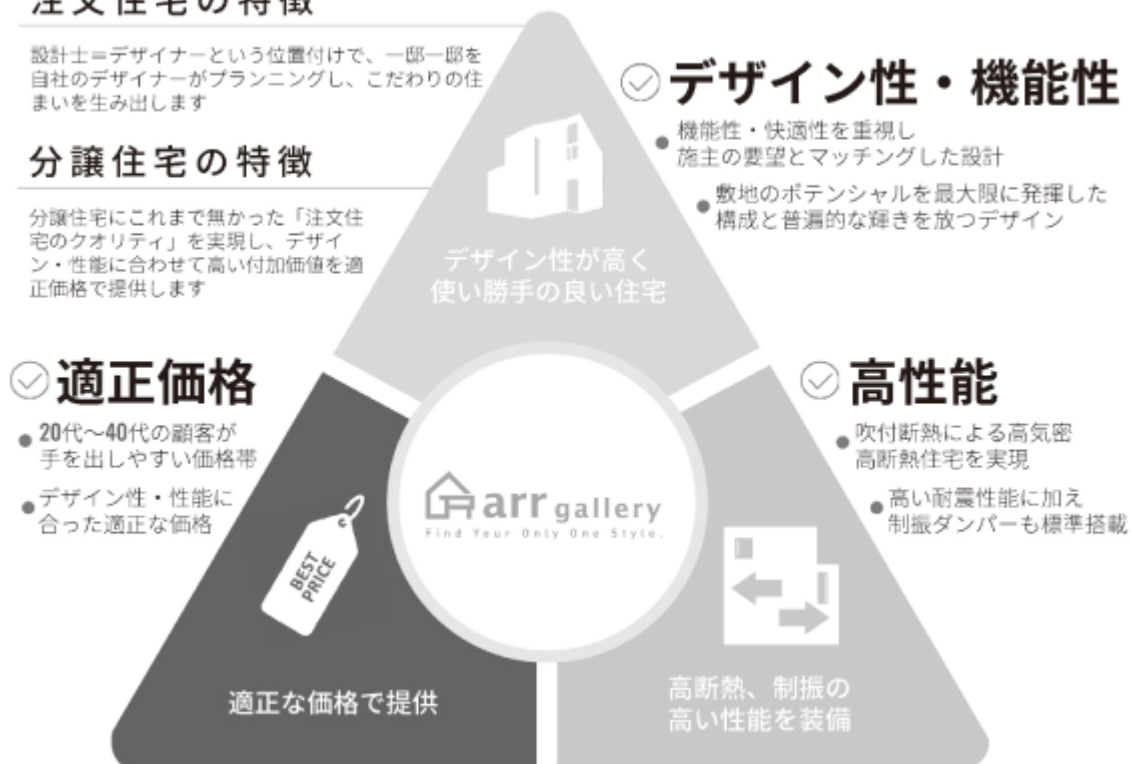 注文住宅の特徴
設計士＝デザイナーという位置付けで、一邸一邸を
自社のデザイナーがプランニングし、こだわりの住
まいを生み出します
分譲住宅の特徴
分譲住宅にこれまで無かった「注文住
宅のクオリティ」を実現し、デザイ
ン・性能に合わせて高い付加価値を適
正価格で提供します
デザイン性・機能性
機能性・快適性を重視し
施主の要望とマッチングした設計
敷地のポテンシャルを最大限に発揮した
構成と普遍的な輝きを放つデザイン
デザイン性が高く
使い勝手の良い住宅
適正価格
20代〜40代の顧客が
手を出しやすい価格帯
デザイン性・性能に
合った適正な価格
高性能
吹付断熱による高気密
高断熱住宅を実現
高い耐震性能に加え
制振ダンパーも標準搭載
arr gallery
Find Your Only One Style.
BEST
PRICE
適正な価格で提供
高断熱、制振の
高い性能を装備